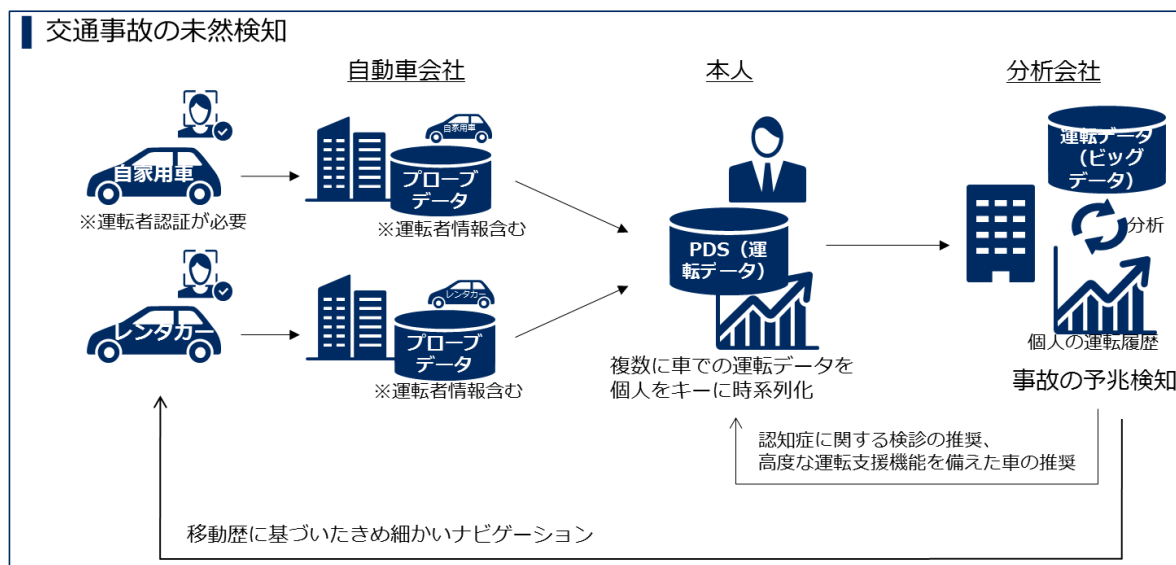 交通事故の未然検知
自動車会社
本人
分析会社
自家用車
※運転者認証が必要
自家用車
プローブ
データ
※運転者情報含む
レンタカー
レンタカー
プローブ
データ
※運転者情報含む
PDS（運
転データ）
複数に車での運転データを
個人をキーに時系列化
運転データ
（ビッグ
データ）
分析
個人の運転履歴
事故の予兆検知
認知症に関する検診の推奨、
高度な運転支援機能を備えた車の推奨
移動歴に基づいたきめ細かいナビゲーション